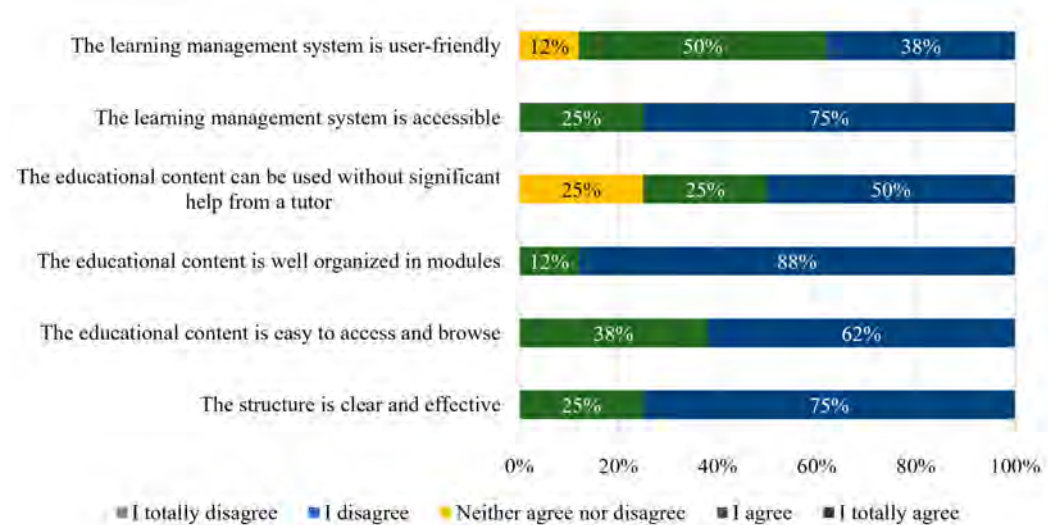 The learning management system is user-friendly
12% 50% 38%
The learning management system is accessible
25% 75%
The educational content can be used without significant
help from a tutor
25% 25% 50%
The educational content is well organized in modules
12% 88%
The educational content is easy to access and browse
38% 62%
The structure is clear and effective
25% 75%
0% 20% 40% 60% 80% 100%
I totally disagree I disagree Neither agree nor disagree I agree I totally agree